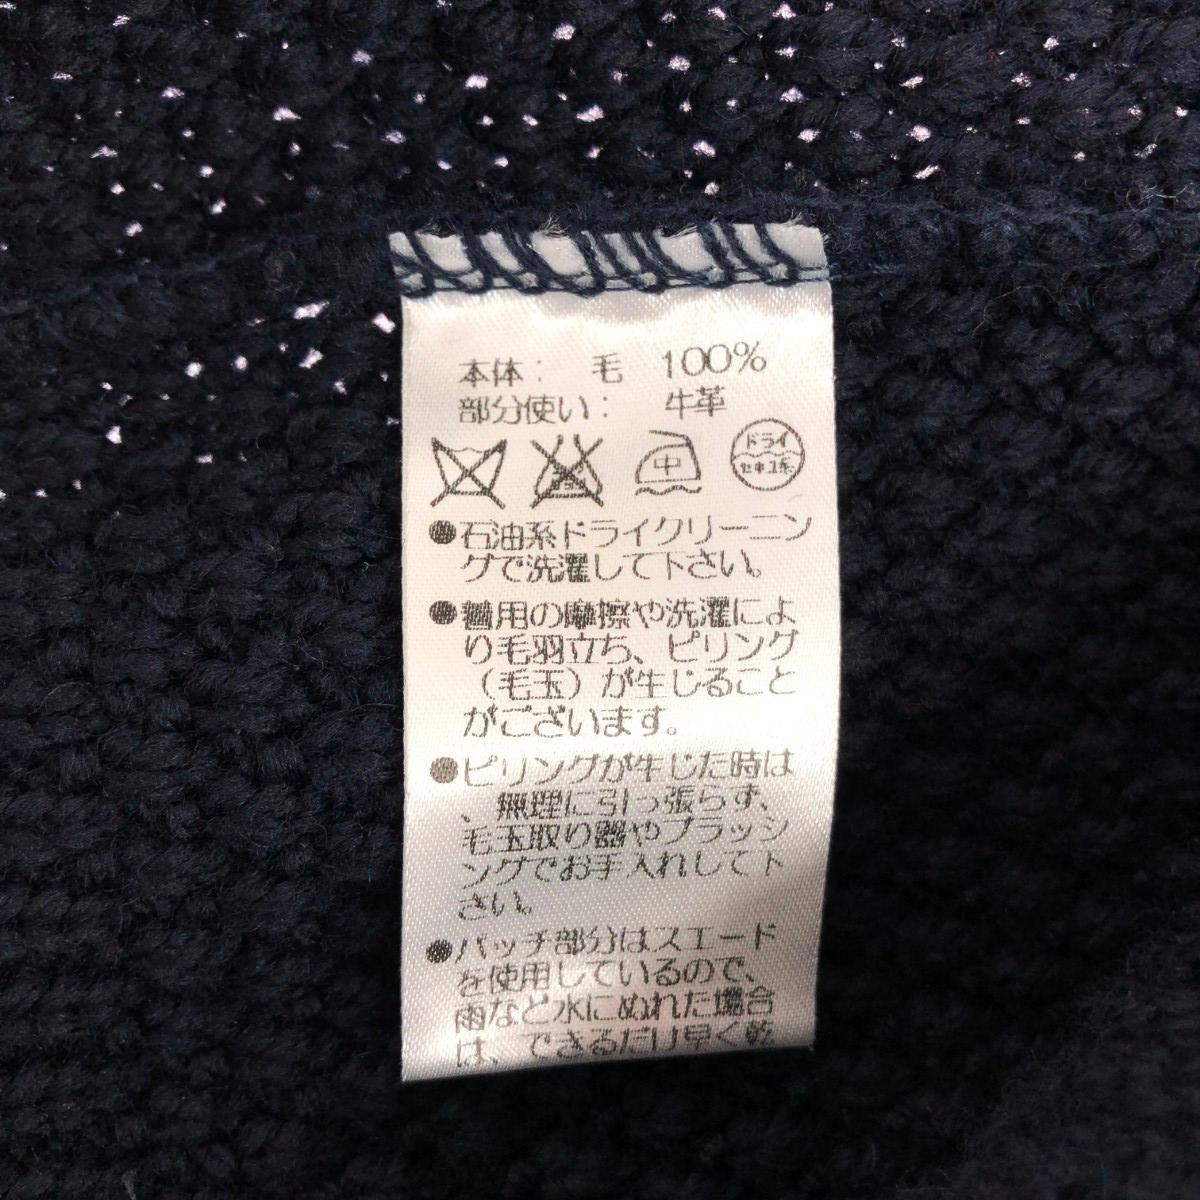 本体： 毛 100%
部分使い： 牛革
中 ドライ
セキユ系
●石油系ドライクリーニン
グで洗濯して下さい。
●着用の摩擦や洗濯によ
り毛羽立ち、ピリング
（毛玉）が生じること
がございます。
●ピリングが生じた時は
、無理に引っ張らず、
毛玉取り器やブラッシ
ングでお手入れして下
さい。
●パッチ部分はスエード
を使用しているので、
雨など水にぬれた場合
は、できるだけ早く乾